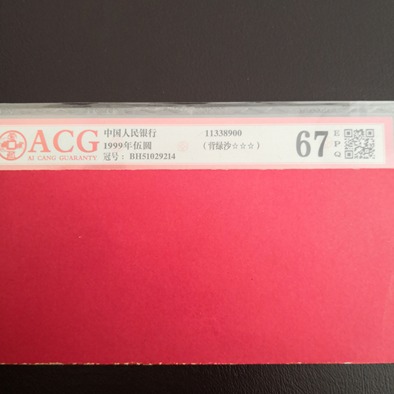 ACG
AI CANG GUARANTY
中国人民银行
1999年伍圆
冠号： BH51029214
11338900
（背绿沙☆☆☆）
67
E
P
Q